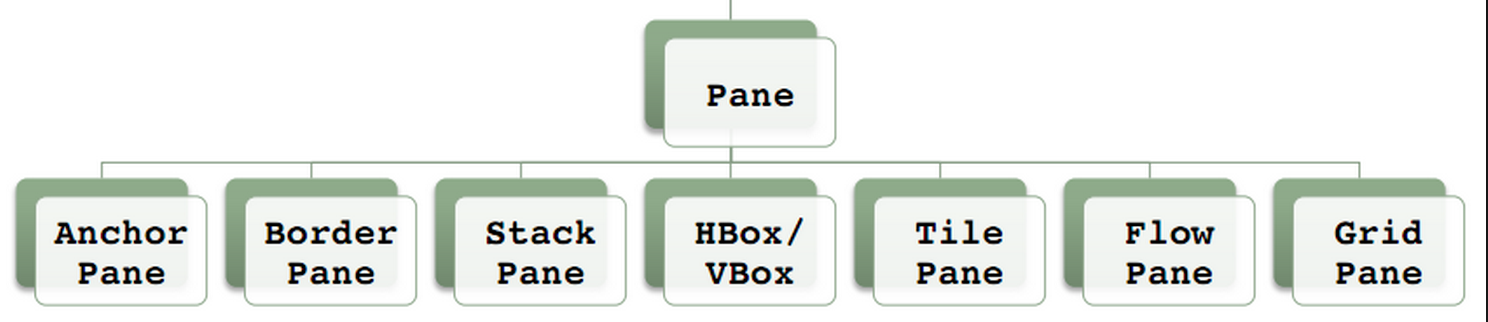 Pane
Anchor
Pane
Border
Pane
Stack
Pane
HBox/
VBox
Tile
Pane
Flow
Pane
Grid
Pane